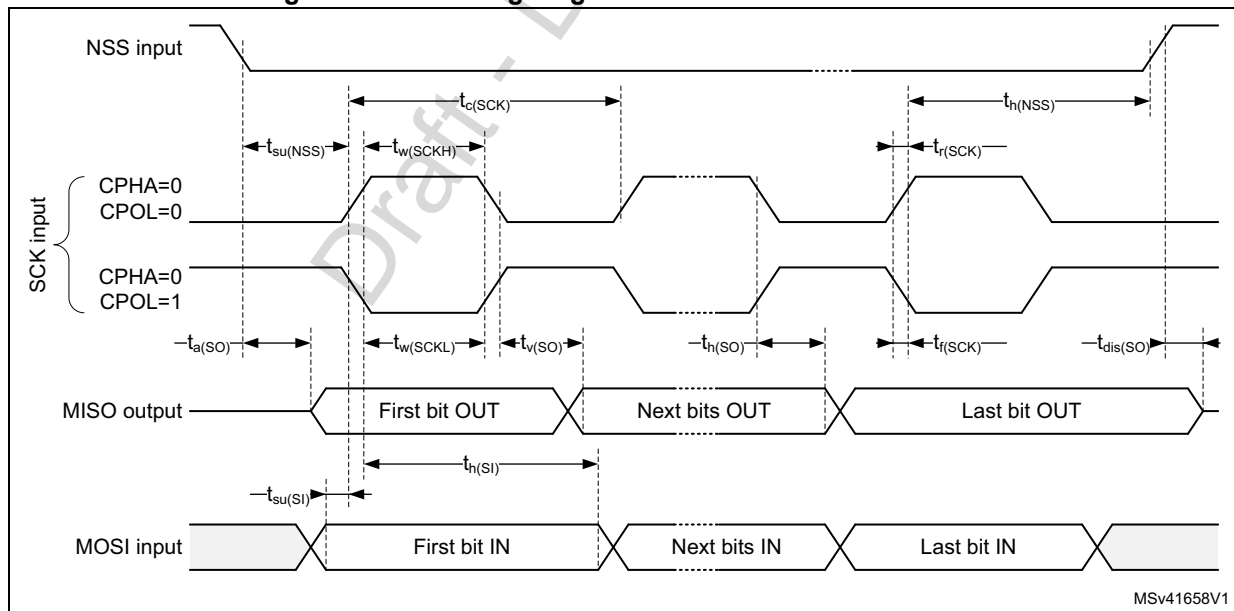 NSS input
tc(SCK)
th(NSS)
tsu(NSS)
tw(SCKH)
tr(SCK)
SCK input
CPHA=0
CPOL=0
CPHA=0
CPOL=1
ta(SO)
tw(SCKL)
tv(SO)
th(SO)
tf(SCK)
tdis(SO)
MISO output
First bit OUT
Next bits OUT
Last bit OUT
th(SI)
tsu(SI)
MOSI input
First bit IN
Next bits IN
Last bit IN
MSv41658V1
Draft -